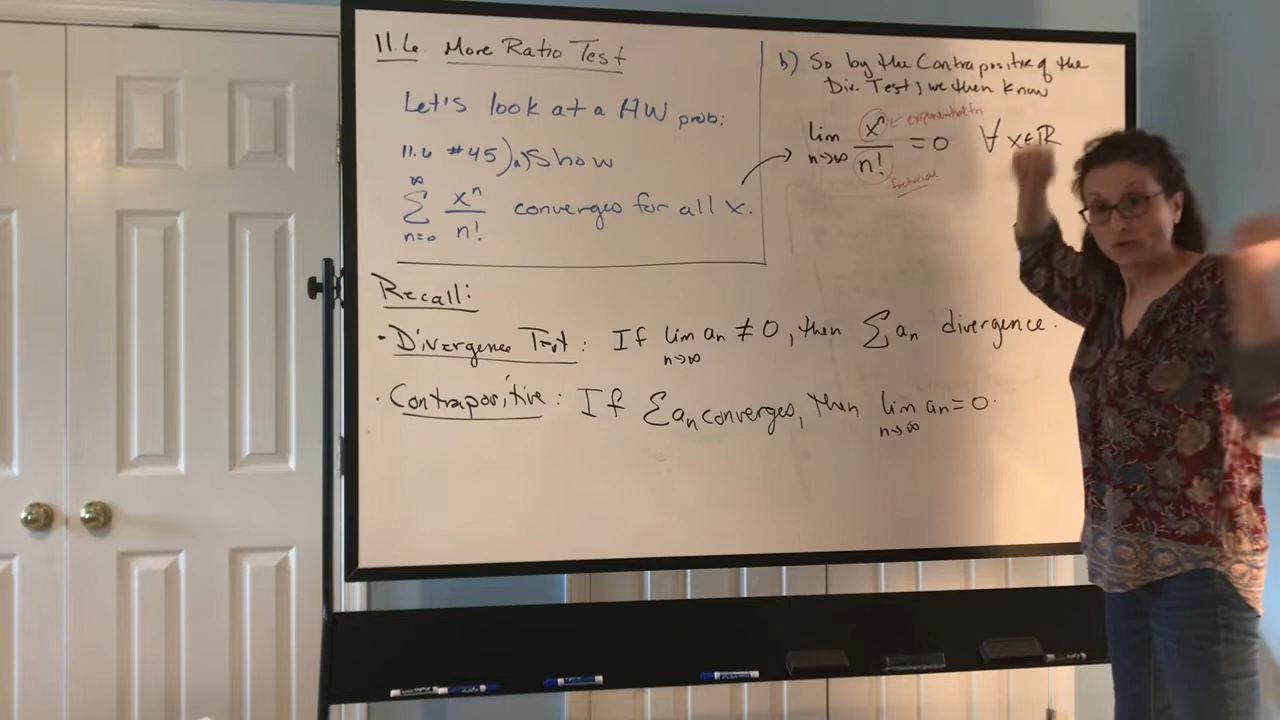 11.6 More Ratio Test
Let's look at a HW prob:
11.6 #45) a) Show
∞
∑ xⁿ/n! converges for all x.
n=0
b) So by the Contrapositive of the
Div. Test, we then know
lim xⁿ/n! = 0 ∀ x∈ℝ
n→∞
← exponential fn
factorial
Recall:
• Divergence Test: If lim an ≠ 0, then ∑ an divergence.
n→∞
• Contrapositive: If ∑ an converges, then lim an = 0.
n→∞